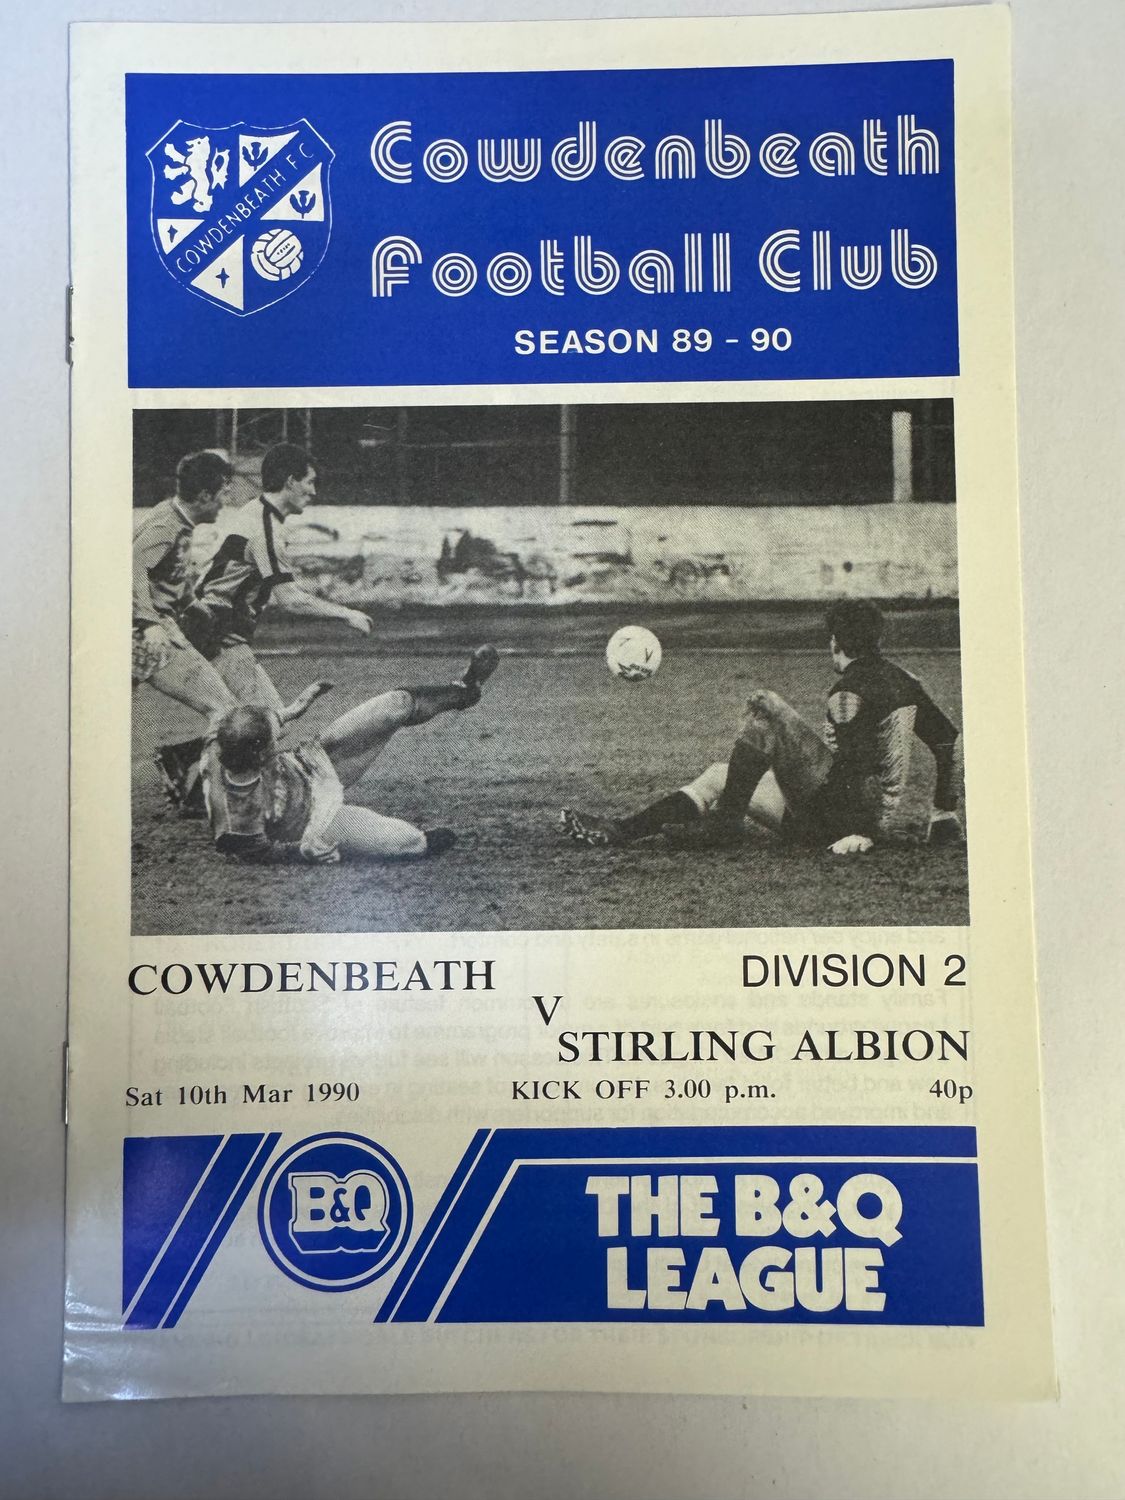 COWDENBEATH F C
Cowdenbeath
Football Club
SEASON 89 - 90
COWDENBEATH
DIVISION 2
V
STIRLING ALBION
Sat 10th Mar 1990
KICK OFF 3.00 p.m.
40p
B&Q
THE B&Q
LEAGUE